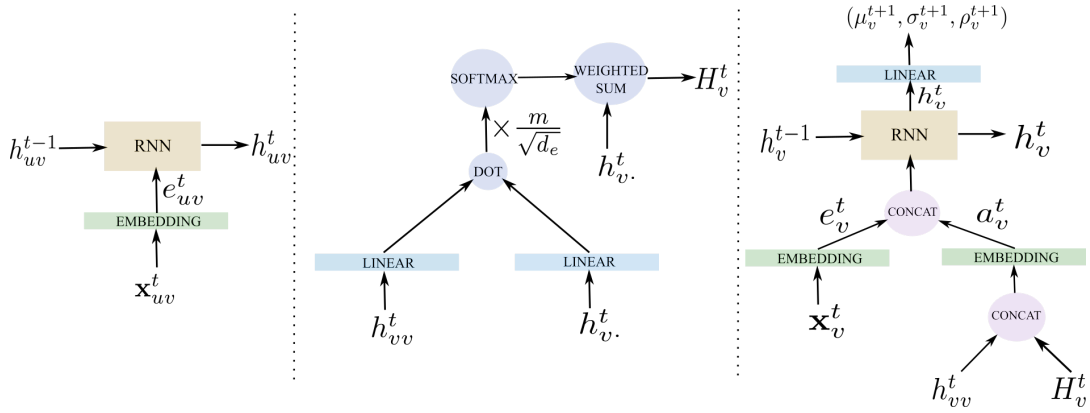 h_{uv}^{t-1}
RNN
h_{uv}^{t}
e_{uv}^{t}
EMBEDDING
x_{uv}^{t}
SOFTMAX
WEIGHTED
SUM
H_v^t
× \frac{m}{\sqrt{d_e}}
h_{v.}^t
DOT
LINEAR
LINEAR
h_{vv}^t
h_{v.}^t
(μ_v^{t+1}, σ_v^{t+1}, ρ_v^{t+1})
LINEAR
h_v^t
h_v^{t-1}
RNN
h_v^t
CONCAT
e_v^t
a_v^t
EMBEDDING
EMBEDDING
x_v^t
CONCAT
h_{vv}^t
H_v^t